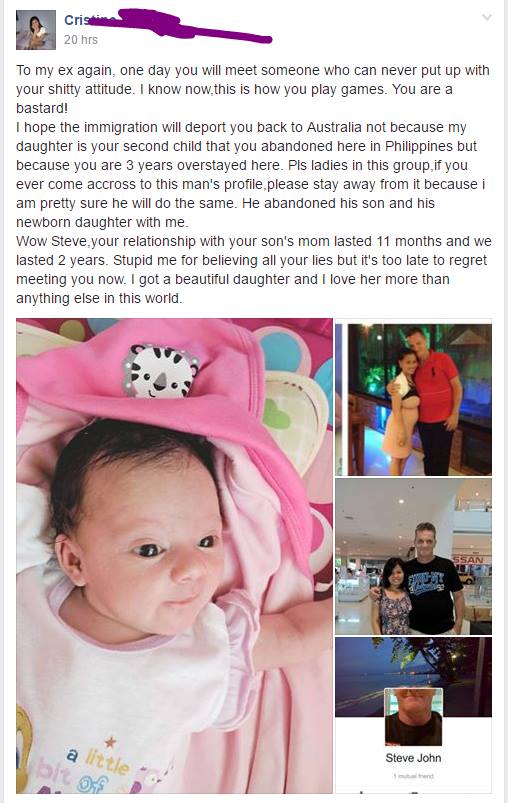 Cristine
20 hrs
To my ex again, one day you will meet someone who can never put up with
your shitty attitude. I know now,this is how you play games. You are a
bastard!
I hope the immigration will deport you back to Australia not because my
daughter is your second child that you abandoned here in Philippines but
because you are 3 years overstayed here. Pls ladies in this group,if you
ever come accross to this man's profile,please stay away from it because i
am pretty sure he will do the same. He abandoned his son and his
newborn daughter with me.
Wow Steve,your relationship with your son's mom lasted 11 months and we
lasted 2 years. Stupid me for believing all your lies but it's too late to regret
meeting you now. I got a beautiful daughter and I love her more than
anything else in this world.
a little
bit of
SSAN
Steve John
1 mutual friend